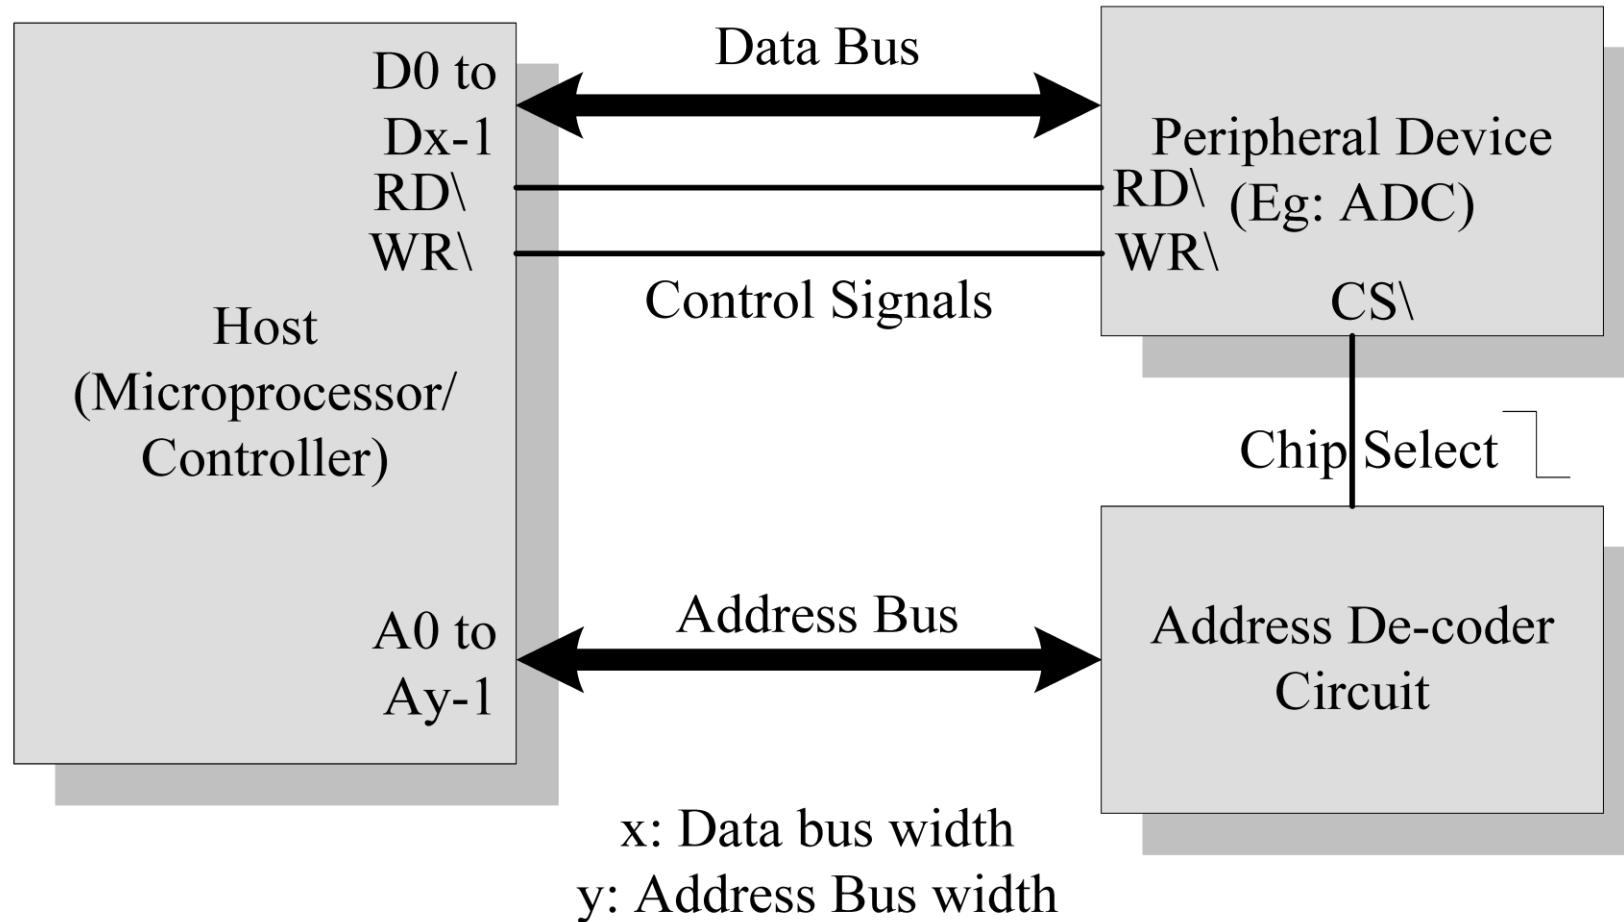 D0 to
Dx-1
RD\
WR\
Host
(Microprocessor/
Controller)
A0 to
Ay-1
Data Bus
Control Signals
Address Bus
Peripheral Device
(Eg: ADC)
RD\
WR\
CS\
Chip Select
Address De-coder
Circuit
x: Data bus width
y: Address Bus width